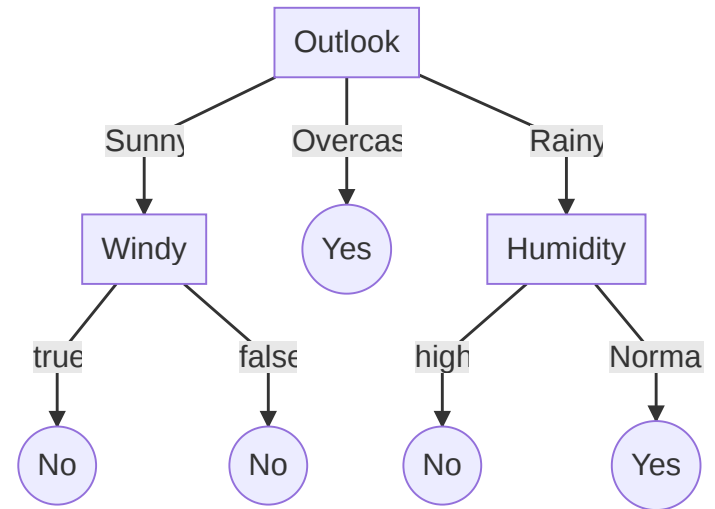 Outlook
Sunny
Overcas
Rainy
Windy
Yes
Humidity
true
false
high
Norma
No
No
No
Yes